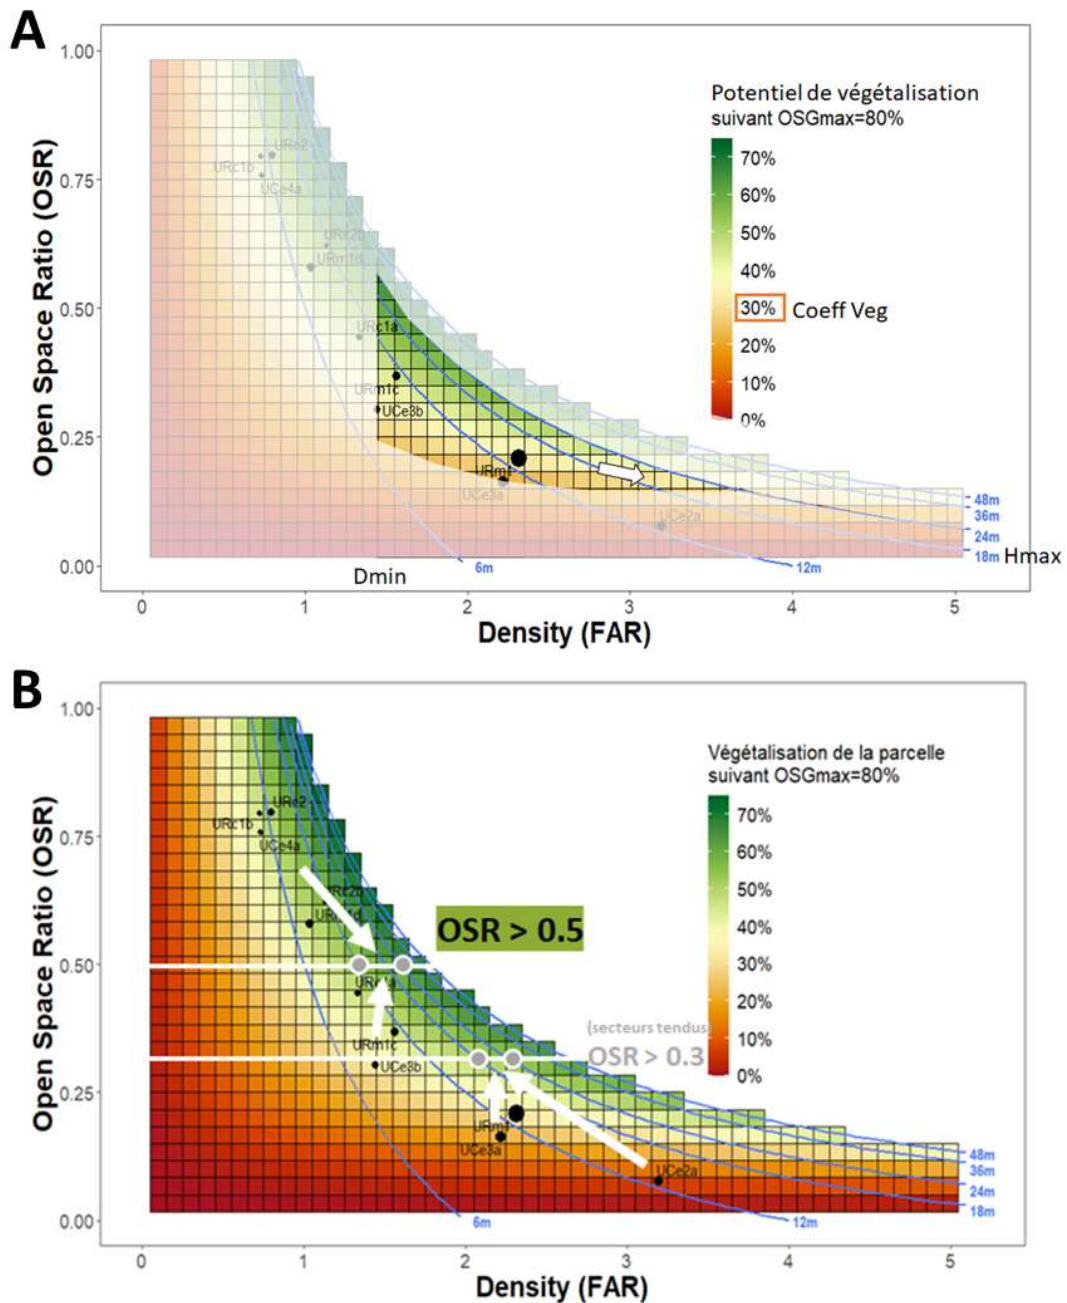 A
1.00
0.75
0.50
0.25
0.00
Open Space Ratio (OSR)
Potentiel de végétalisation
suivant OSGmax=80%
70%
60%
50%
40%
30% Coeff Veg
20%
10%
0%
URc2
URc1b
UCe4a
URc2b
URm1d
URc1a
URm1c
UCe3b
URm1
UCe3a
UCe2a
48m
36m
24m
18m Hmax
Dmin
6m
12m
0 1 2 3 4 5
Density (FAR)
B
1.00
0.75
0.50
0.25
0.00
Open Space Ratio (OSR)
Végétalisation de la parcelle
suivant OSGmax=80%
70%
60%
50%
40%
30%
20%
10%
0%
URc2
URc1b
UCe4a
OSR > 0.5
(secteurs tendus
OSR > 0.3
URm1c
UCe3b
URm1
UCe3a
UCe2a
48m
36m
24m
18m
6m
12m
0 1 2 3 4 5
Density (FAR)